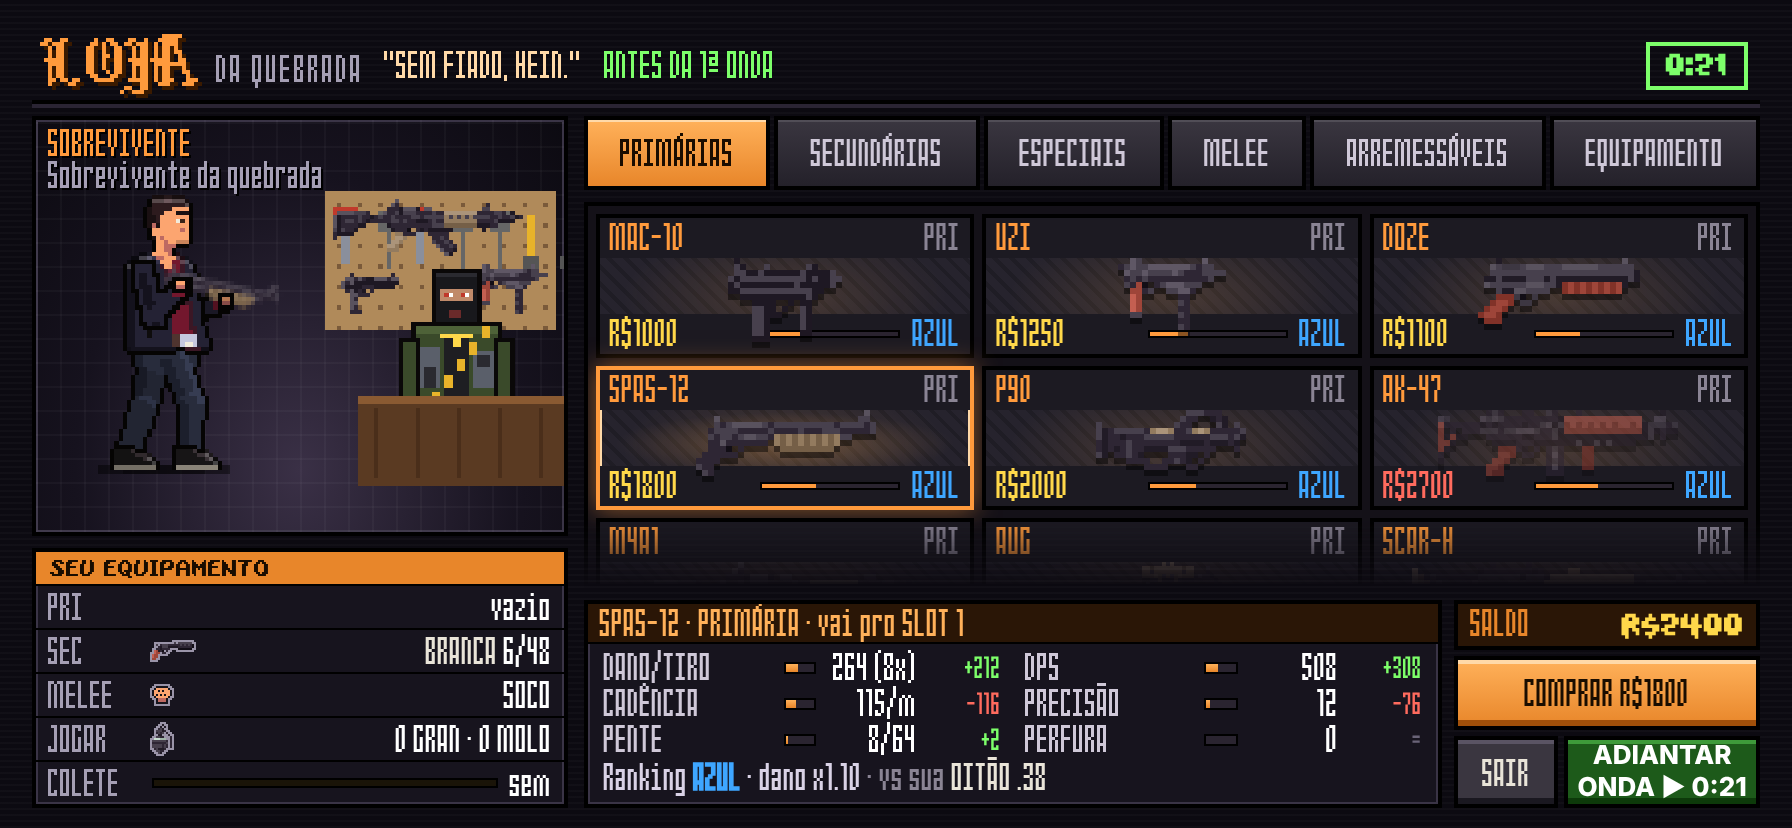 LOJA DA QUEBRADA "SEM FIADO, HEIN." ANTES DA 1ª ONDA 0:21
SOBREVIVENTE
Sobrevivente da quebrada
PRIMÁRIAS SECUNDÁRIAS ESPECIAIS MELEE ARREMESSÁVEIS EQUIPAMENTO
MAC-10 PRI
R$1000 AZUL
UZI PRI
R$1250 AZUL
DOZE PRI
R$1100 AZUL
SPAS-12 PRI
R$1800 AZUL
P90 PRI
R$2000 AZUL
AK-47 PRI
R$2700 AZUL
M4A1 PRI
AUG PRI
SCAR-H PRI
SEU EQUIPAMENTO
PRI vazio
SEC BRANCA 6/48
MELEE SOCO
JOGAR 0 GRAN · 0 MOLO
COLETE sem
SPAS-12 · PRIMÁRIA · vai pro SLOT 1
DANO/TIRO 264 (8x) +212 DPS 508 +308
CADÊNCIA 115/m -116 PRECISÃO 12 -76
PENTE 8/64 +2 PERFURA 0 =
Ranking AZUL · dano x1.10 · vs sua OITÃO .38
SALDO R$2400
COMPRAR R$1800
SAIR
ADIANTAR
ONDA ▶ 0:21